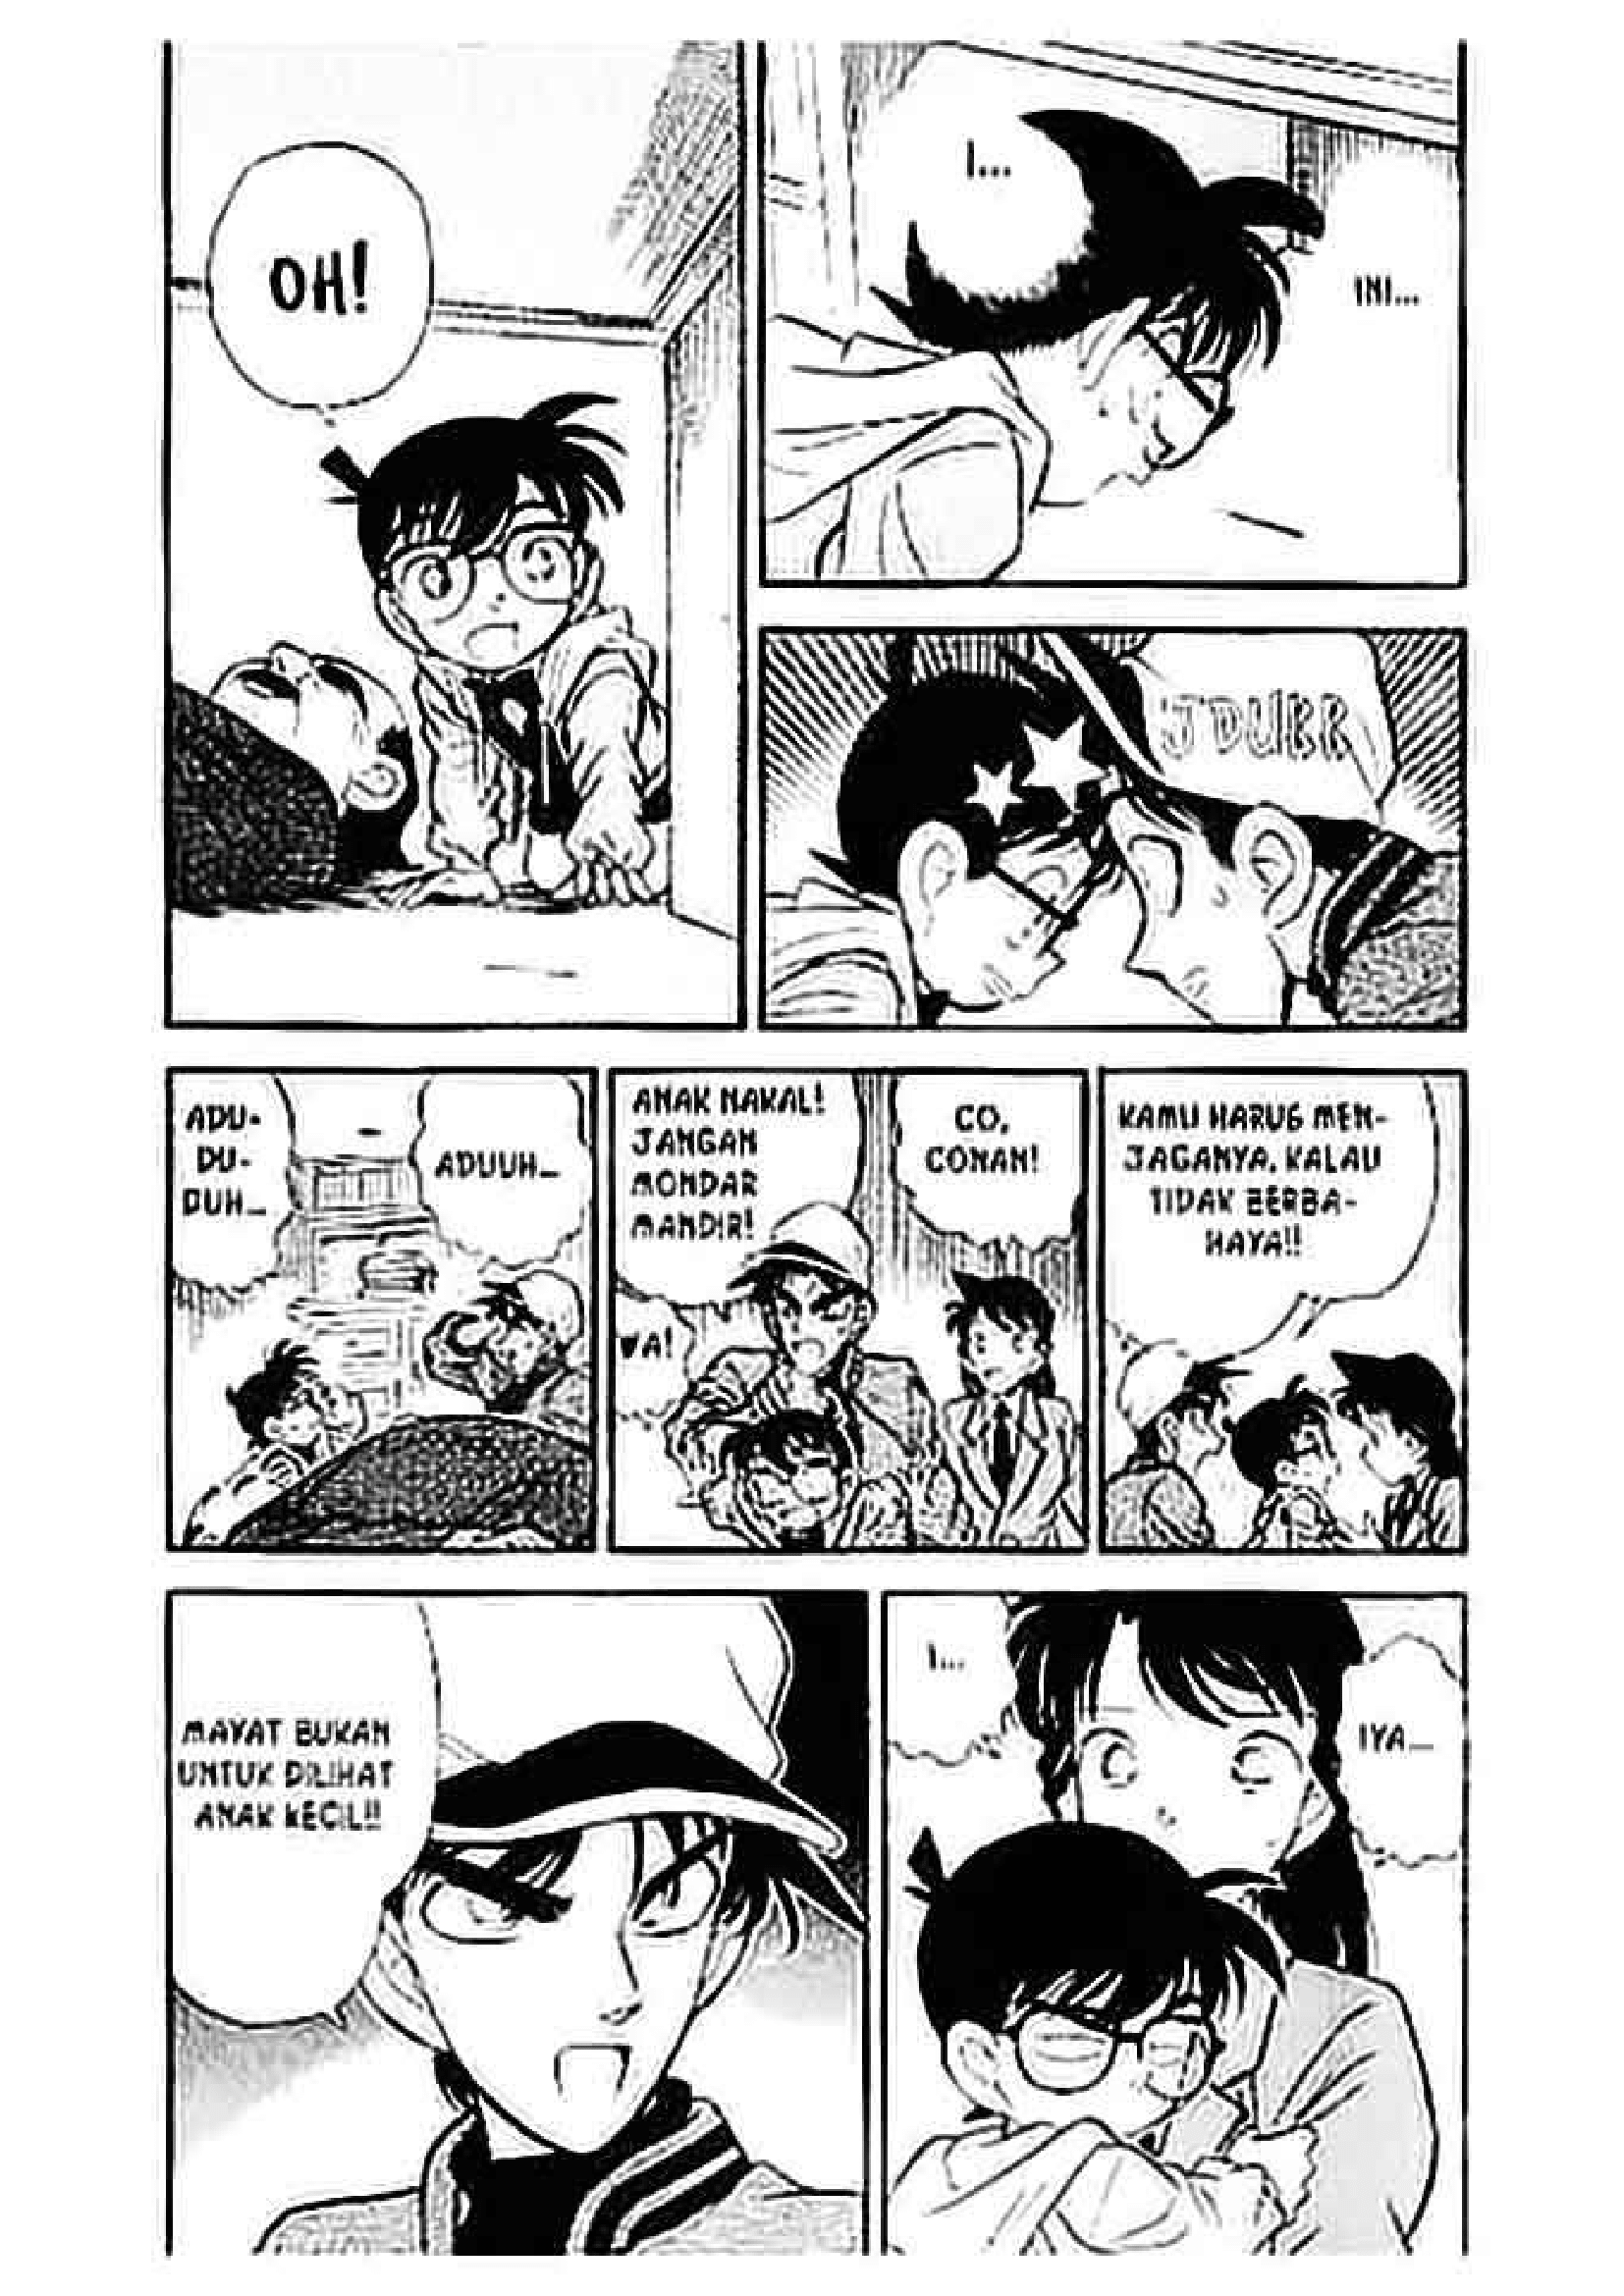 OH!
I...
INI...
JDUKK
ADU-
DU-
DUH...
ADUUH...
ANAK NAKAL!
JANGAN
MONDAR
MANDIR!
WA!
CO,
CONAN!
KAMU HARUS MEN-
JAGANYA. KALAU
TIDAK BERBA-
HAYA!!
MAYAT BUKAN
UNTUK DILIHAT
ANAK KECIL!!
I...
IYA...